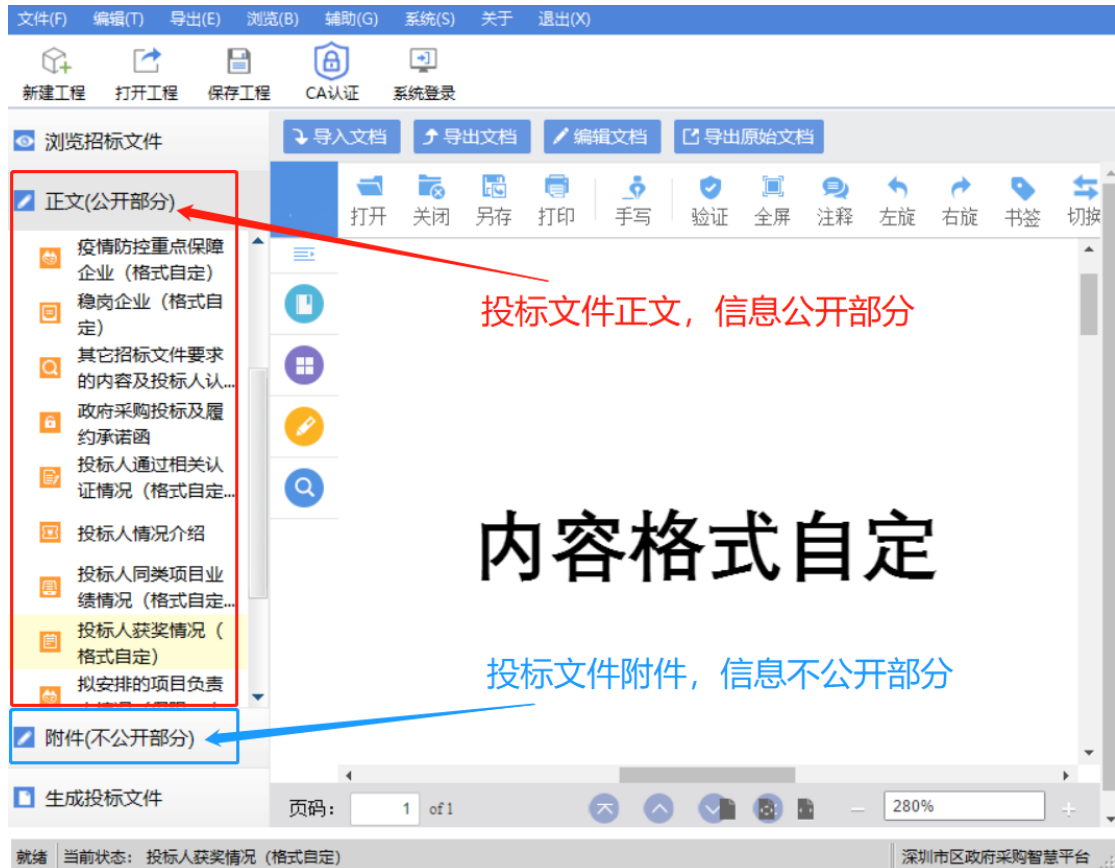 文件(F) 编辑(T) 导出(E) 浏览(B) 辅助(G) 系统(S) 关于 退出(X)
新建工程 打开工程 保存工程 CA认证 系统登录
浏览招标文件
导入文档 导出文档 编辑文档 导出原始文档
正文(公开部分)
打开 关闭 另存 打印 手写 验证 全屏 注释 左旋 右旋 书签 切换
疫情防控重点保障
企业（格式自定）
稳岗企业（格式自
定）
其它招标文件要求
的内容及投标人认...
政府采购投标及履
约承诺函
投标人通过相关认
证情况（格式自定...
投标人情况介绍
投标人同类项目业
绩情况（格式自定...
投标人获奖情况（
格式自定）
拟安排的项目负责
投标文件正文，信息公开部分
内容格式自定
投标文件附件，信息不公开部分
附件(不公开部分)
生成投标文件
页码： 1 of 1 280%
就绪 当前状态： 投标人获奖情况（格式自定） 深圳市区政府采购智慧平台